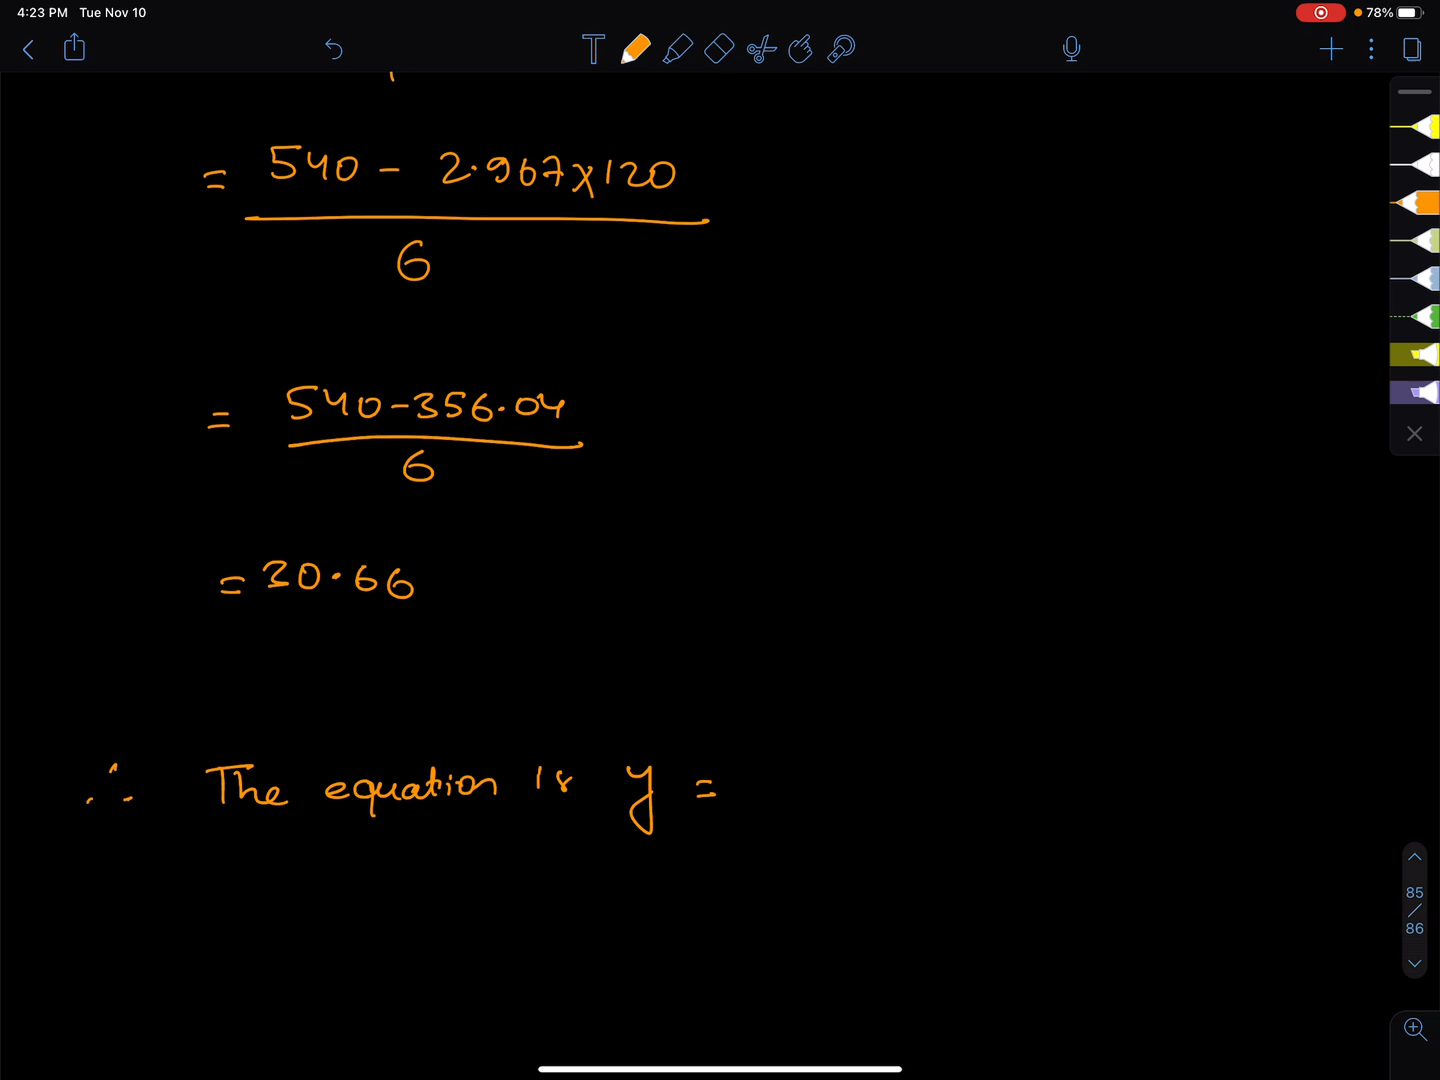 4:23 PM Tue Nov 10
78%
= 540 - 2.967x120
6
= 540-356.04
6
= 30.66
∴ The equation is y =
85
86